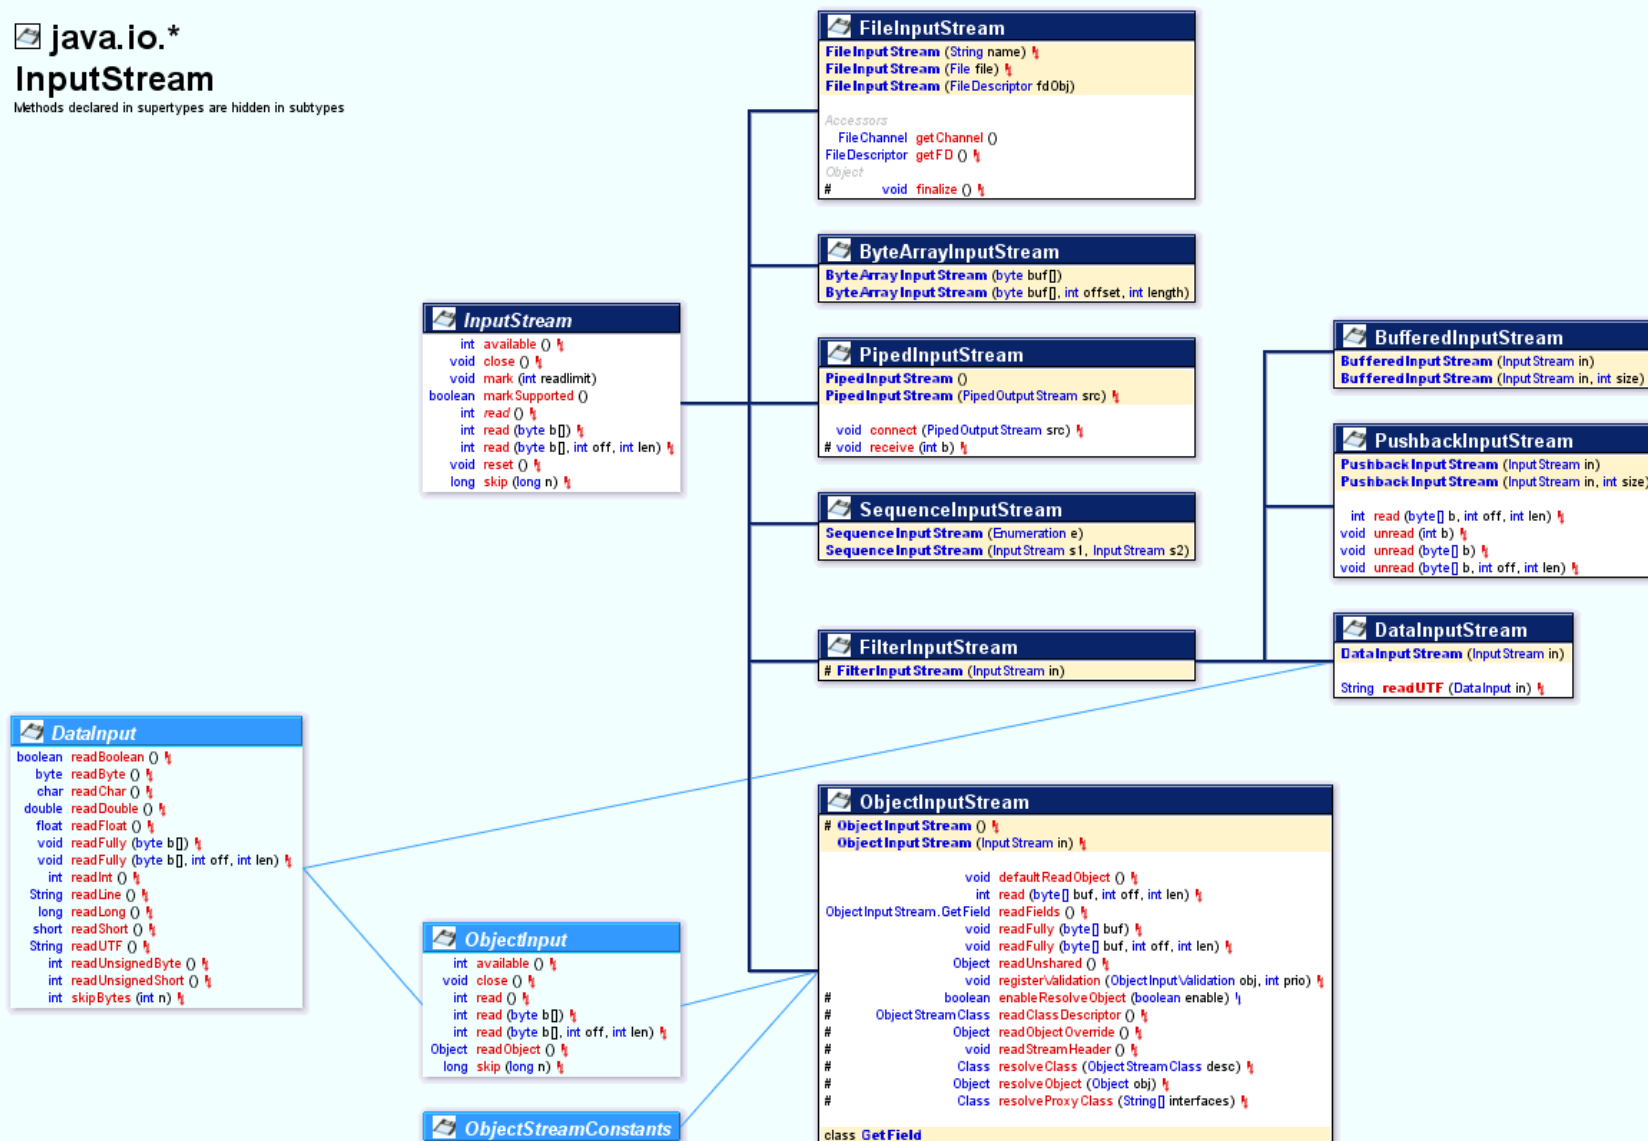 java.io.*
InputStream
Methods declared in supertypes are hidden in subtypes
FileInputStream
FileInputStream (String name)
FileInputStream (File file)
FileInputStream (FileDescriptor fdObj)
Accessors
FileChannel getChannel ()
FileDescriptor getFD ()
Object
# void finalize ()
ByteArrayInputStream
ByteArrayInputStream (byte buf[])
ByteArrayInputStream (byte buf[], int offset, int length)
InputStream
int available ()
void close ()
void mark (int readlimit)
boolean markSupported ()
int read ()
int read (byte b[])
int read (byte b[], int off, int len)
void reset ()
long skip (long n)
PipedInputStream
PipedInputStream ()
PipedInputStream (PipedOutputStream src)
void connect (PipedOutputStream src)
# void receive (int b)
BufferedInputStream
BufferedInputStream (InputStream in)
BufferedInputStream (InputStream in, int size)
PushbackInputStream
PushbackInputStream (InputStream in)
PushbackInputStream (InputStream in, int size)
int read (byte[] b, int off, int len)
void unread (int b)
void unread (byte[] b)
void unread (byte[] b, int off, int len)
SequenceInputStream
SequenceInputStream (Enumeration e)
SequenceInputStream (InputStream s1, InputStream s2)
FilterInputStream
# FilterInputStream (InputStream in)
DataInputStream
DataInputStream (InputStream in)
String readUTF (DataInput in)
DataInput
boolean readBoolean ()
byte readByte ()
char readChar ()
double readDouble ()
float readFloat ()
void readFully (byte b[])
void readFully (byte b[], int off, int len)
int readInt ()
String readLine ()
long readLong ()
short readShort ()
String readUTF ()
int readUnsignedByte ()
int readUnsignedShort ()
int skipBytes (int n)
ObjectInput
int available ()
void close ()
int read ()
int read (byte b[])
int read (byte b[], int off, int len)
Object readObject ()
long skip (long n)
ObjectStreamConstants
ObjectInputStream
# ObjectInputStream ()
ObjectInputStream (InputStream in)
void defaultReadObject ()
int read (byte[] buf, int off, int len)
ObjectInputStream.GetField readFields ()
void readFully (byte[] buf)
void readFully (byte[] buf, int off, int len)
Object readUnshared ()
void registerValidation (ObjectInputValidation obj, int prio)
# boolean enableResolveObject (boolean enable)
# ObjectStreamClass readClassDescriptor ()
# Object readObjectOverride ()
# void readStreamHeader ()
# Class resolveClass (ObjectStreamClass desc)
# Object resolveObject (Object obj)
# Class resolveProxyClass (String[] interfaces)
class GetField